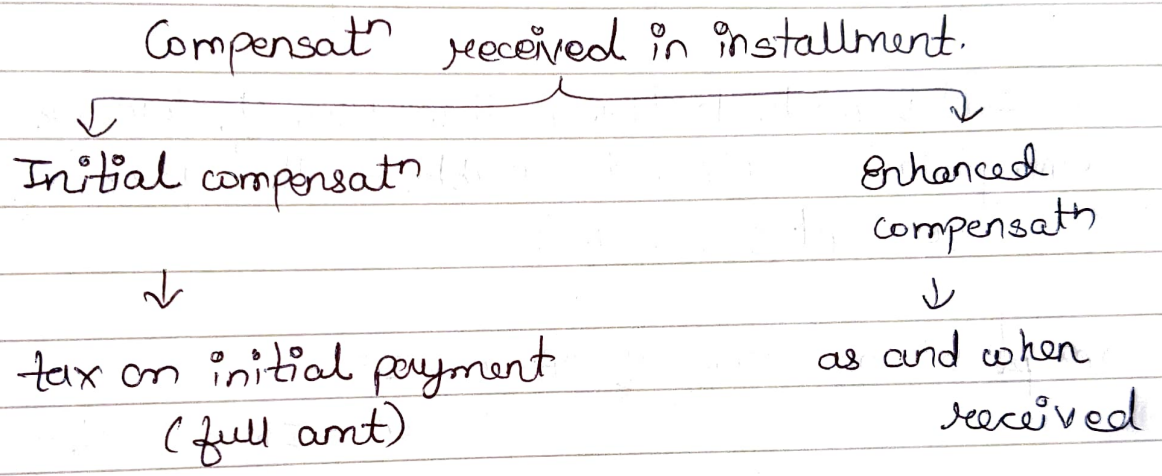 Compensatⁿ received in installment.
Initial compensatⁿ
Enhanced
compensatⁿ
tax on initial payment
(full amt)
as and when
received